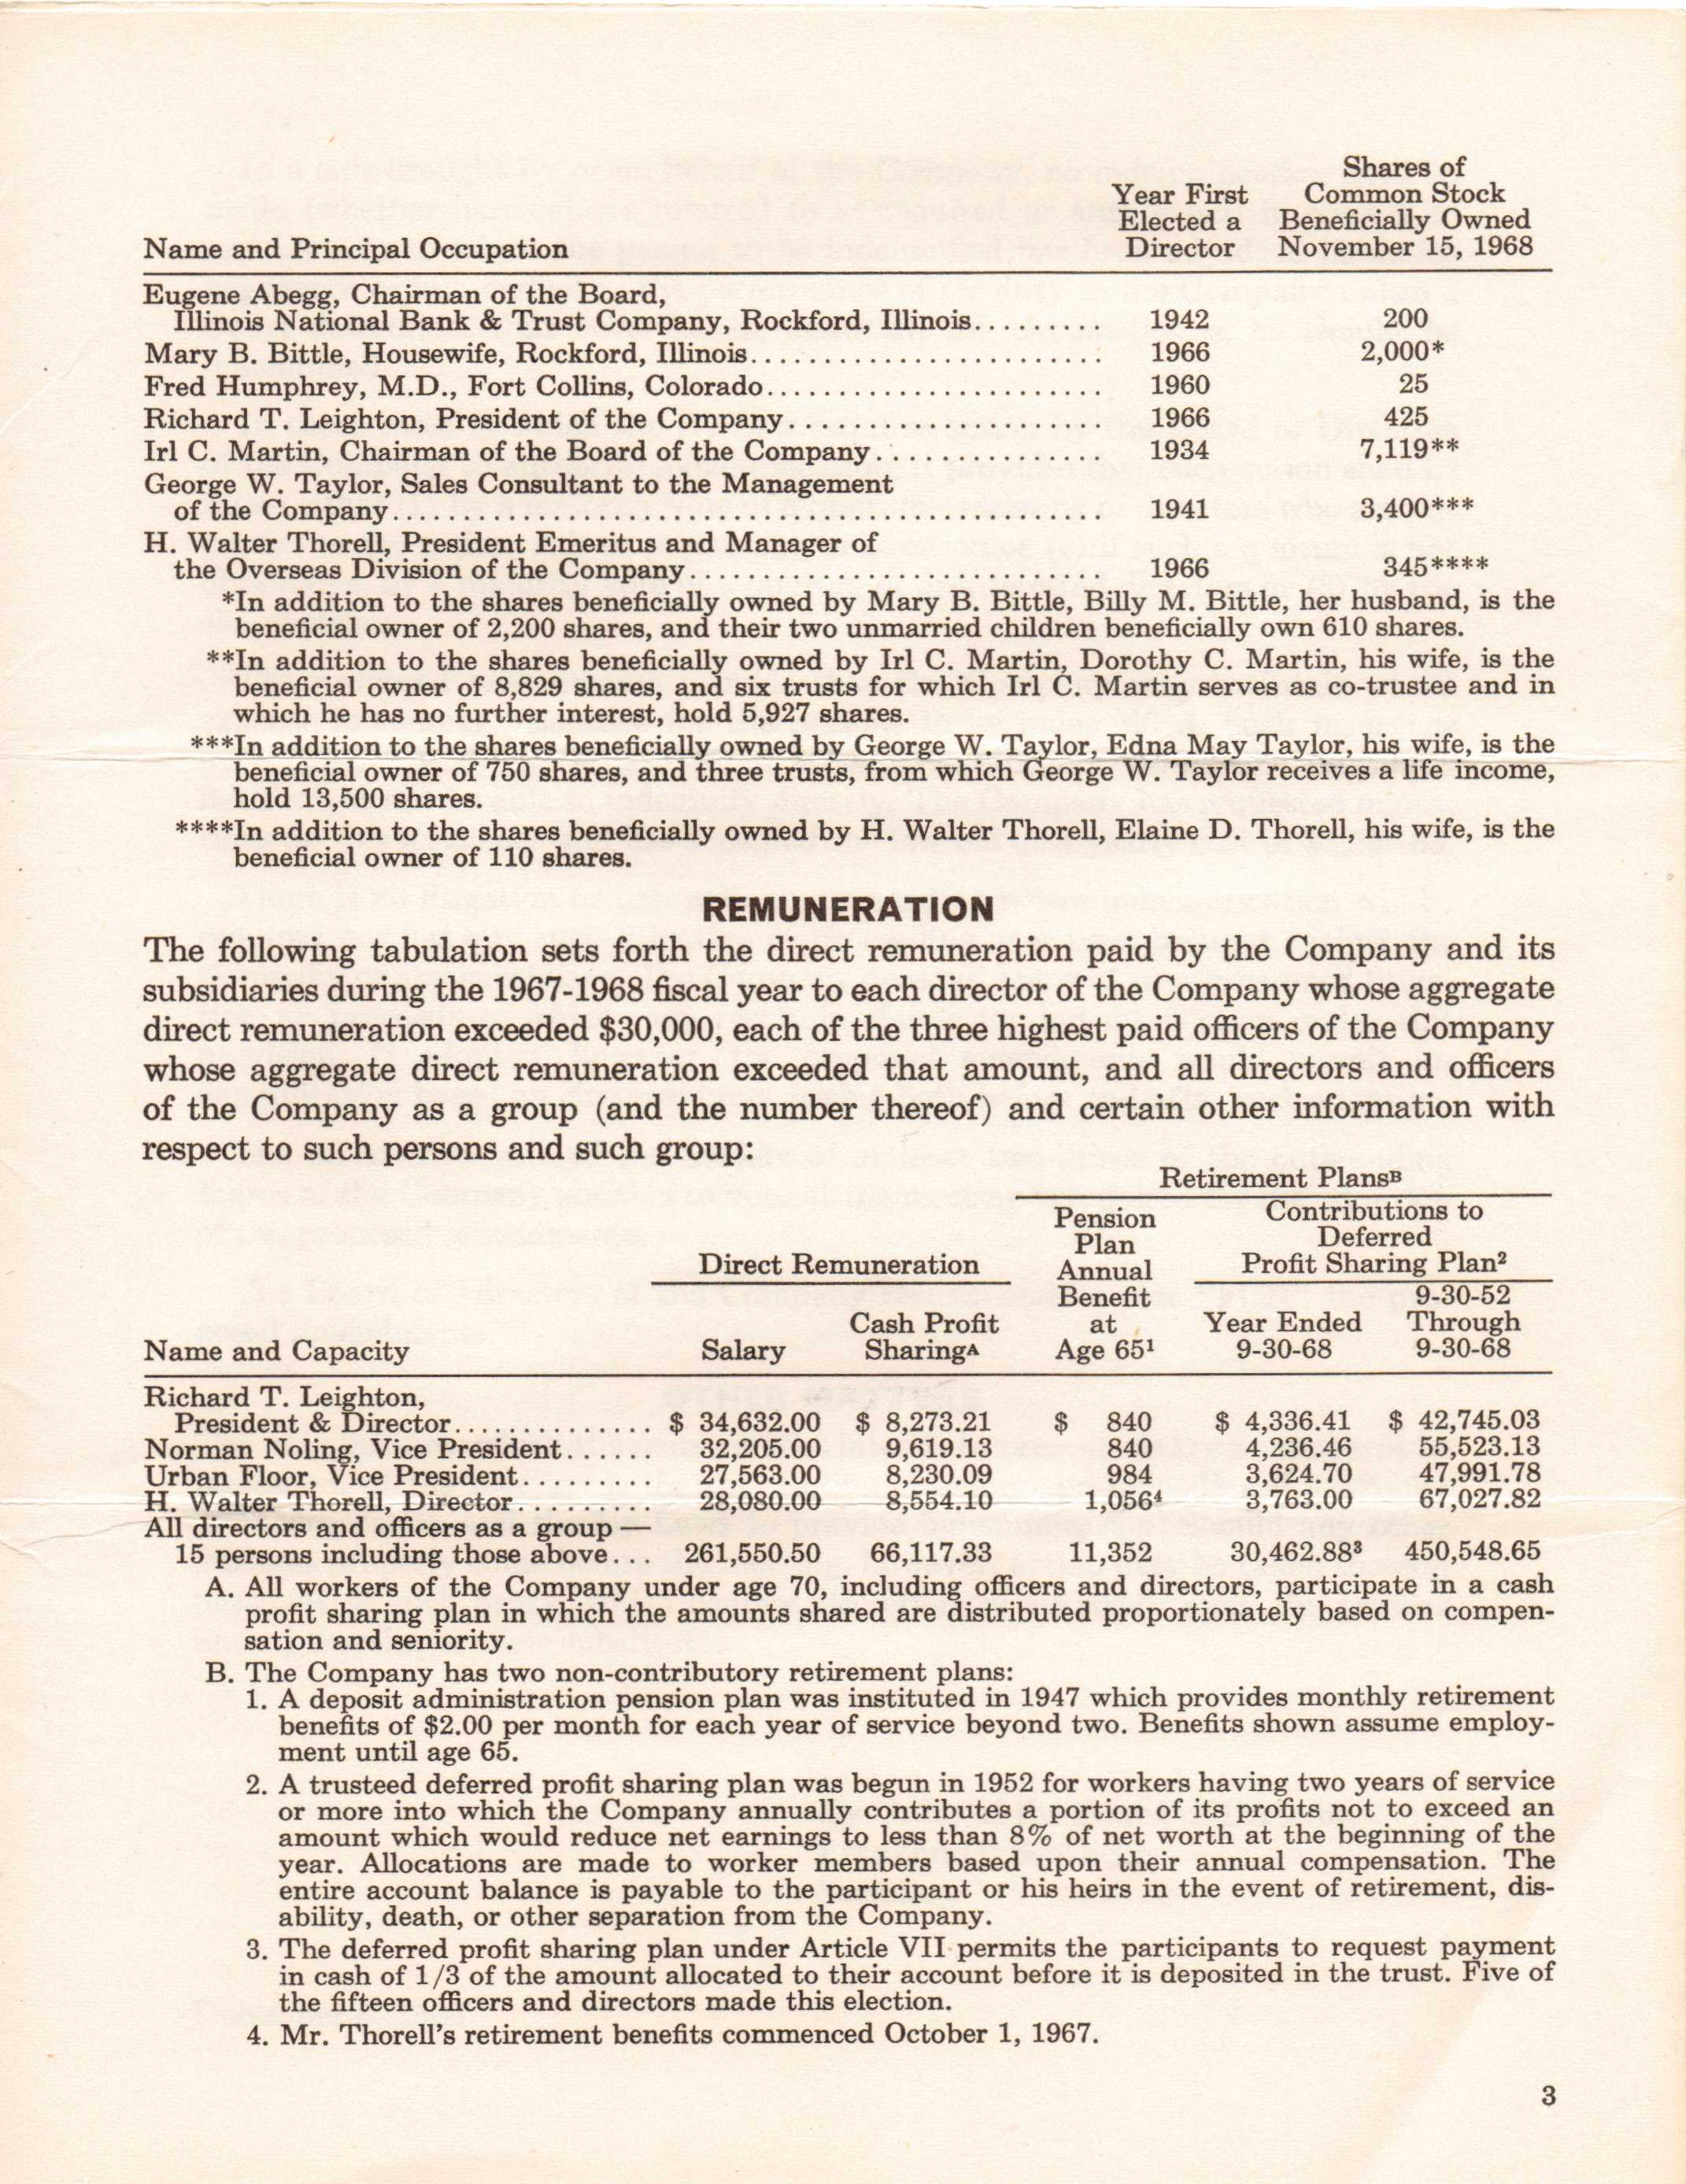 Shares of
Year First Common Stock
Elected a Beneficially Owned
Name and Principal Occupation Director November 15, 1968
Eugene Abegg, Chairman of the Board,
Illinois National Bank & Trust Company, Rockford, Illinois......... 1942 200
Mary B. Bittle, Housewife, Rockford, Illinois......................... 1966 2,000*
Fred Humphrey, M.D., Fort Collins, Colorado........................ 1960 25
Richard T. Leighton, President of the Company...................... 1966 425
Irl C. Martin, Chairman of the Board of the Company................ 1934 7,119**
George W. Taylor, Sales Consultant to the Management
of the Company................................................... 1941 3,400***
H. Walter Thorell, President Emeritus and Manager of
the Overseas Division of the Company.............................. 1966 345****
*In addition to the shares beneficially owned by Mary B. Bittle, Billy M. Bittle, her husband, is the
beneficial owner of 2,200 shares, and their two unmarried children beneficially own 610 shares.
**In addition to the shares beneficially owned by Irl C. Martin, Dorothy C. Martin, his wife, is the
beneficial owner of 8,829 shares, and six trusts for which Irl C. Martin serves as co-trustee and in
which he has no further interest, hold 5,927 shares.
***In addition to the shares beneficially owned by George W. Taylor, Edna May Taylor, his wife, is the
beneficial owner of 750 shares, and three trusts, from which George W. Taylor receives a life income,
hold 13,500 shares.
****In addition to the shares beneficially owned by H. Walter Thorell, Elaine D. Thorell, his wife, is the
beneficial owner of 110 shares.
REMUNERATION
The following tabulation sets forth the direct remuneration paid by the Company and its
subsidiaries during the 1967-1968 fiscal year to each director of the Company whose aggregate
direct remuneration exceeded $30,000, each of the three highest paid officers of the Company
whose aggregate direct remuneration exceeded that amount, and all directors and officers
of the Company as a group (and the number thereof) and certain other information with
respect to such persons and such group:
Retirement Plansᴮ
Pension Contributions to
Plan Deferred
Direct Remuneration Annual Profit Sharing Plan²
Benefit 9-30-52
Cash Profit at Year Ended Through
Name and Capacity Salary Sharingᴬ Age 65¹ 9-30-68 9-30-68
Richard T. Leighton,
President & Director.............. $ 34,632.00 $ 8,273.21 $ 840 $ 4,336.41 $ 42,745.03
Norman Noling, Vice President...... 32,205.00 9,619.13 840 4,236.46 55,523.13
Urban Floor, Vice President......... 27,563.00 8,230.09 984 3,624.70 47,991.78
H. Walter Thorell, Director.......... 28,080.00 8,554.10 1,056⁴ 3,763.00 67,027.82
All directors and officers as a group —
15 persons including those above... 261,550.50 66,117.33 11,352 30,462.88³ 450,548.65
A. All workers of the Company under age 70, including officers and directors, participate in a cash
profit sharing plan in which the amounts shared are distributed proportionately based on compen-
sation and seniority.
B. The Company has two non-contributory retirement plans:
1. A deposit administration pension plan was instituted in 1947 which provides monthly retirement
benefits of $2.00 per month for each year of service beyond two. Benefits shown assume employ-
ment until age 65.
2. A trusteed deferred profit sharing plan was begun in 1952 for workers having two years of service
or more into which the Company annually contributes a portion of its profits not to exceed an
amount which would reduce net earnings to less than 8% of net worth at the beginning of the
year. Allocations are made to worker members based upon their annual compensation. The
entire account balance is payable to the participant or his heirs in the event of retirement, dis-
ability, death, or other separation from the Company.
3. The deferred profit sharing plan under Article VII permits the participants to request payment
in cash of 1/3 of the amount allocated to their account before it is deposited in the trust. Five of
the fifteen officers and directors made this election.
4. Mr. Thorell's retirement benefits commenced October 1, 1967.
3